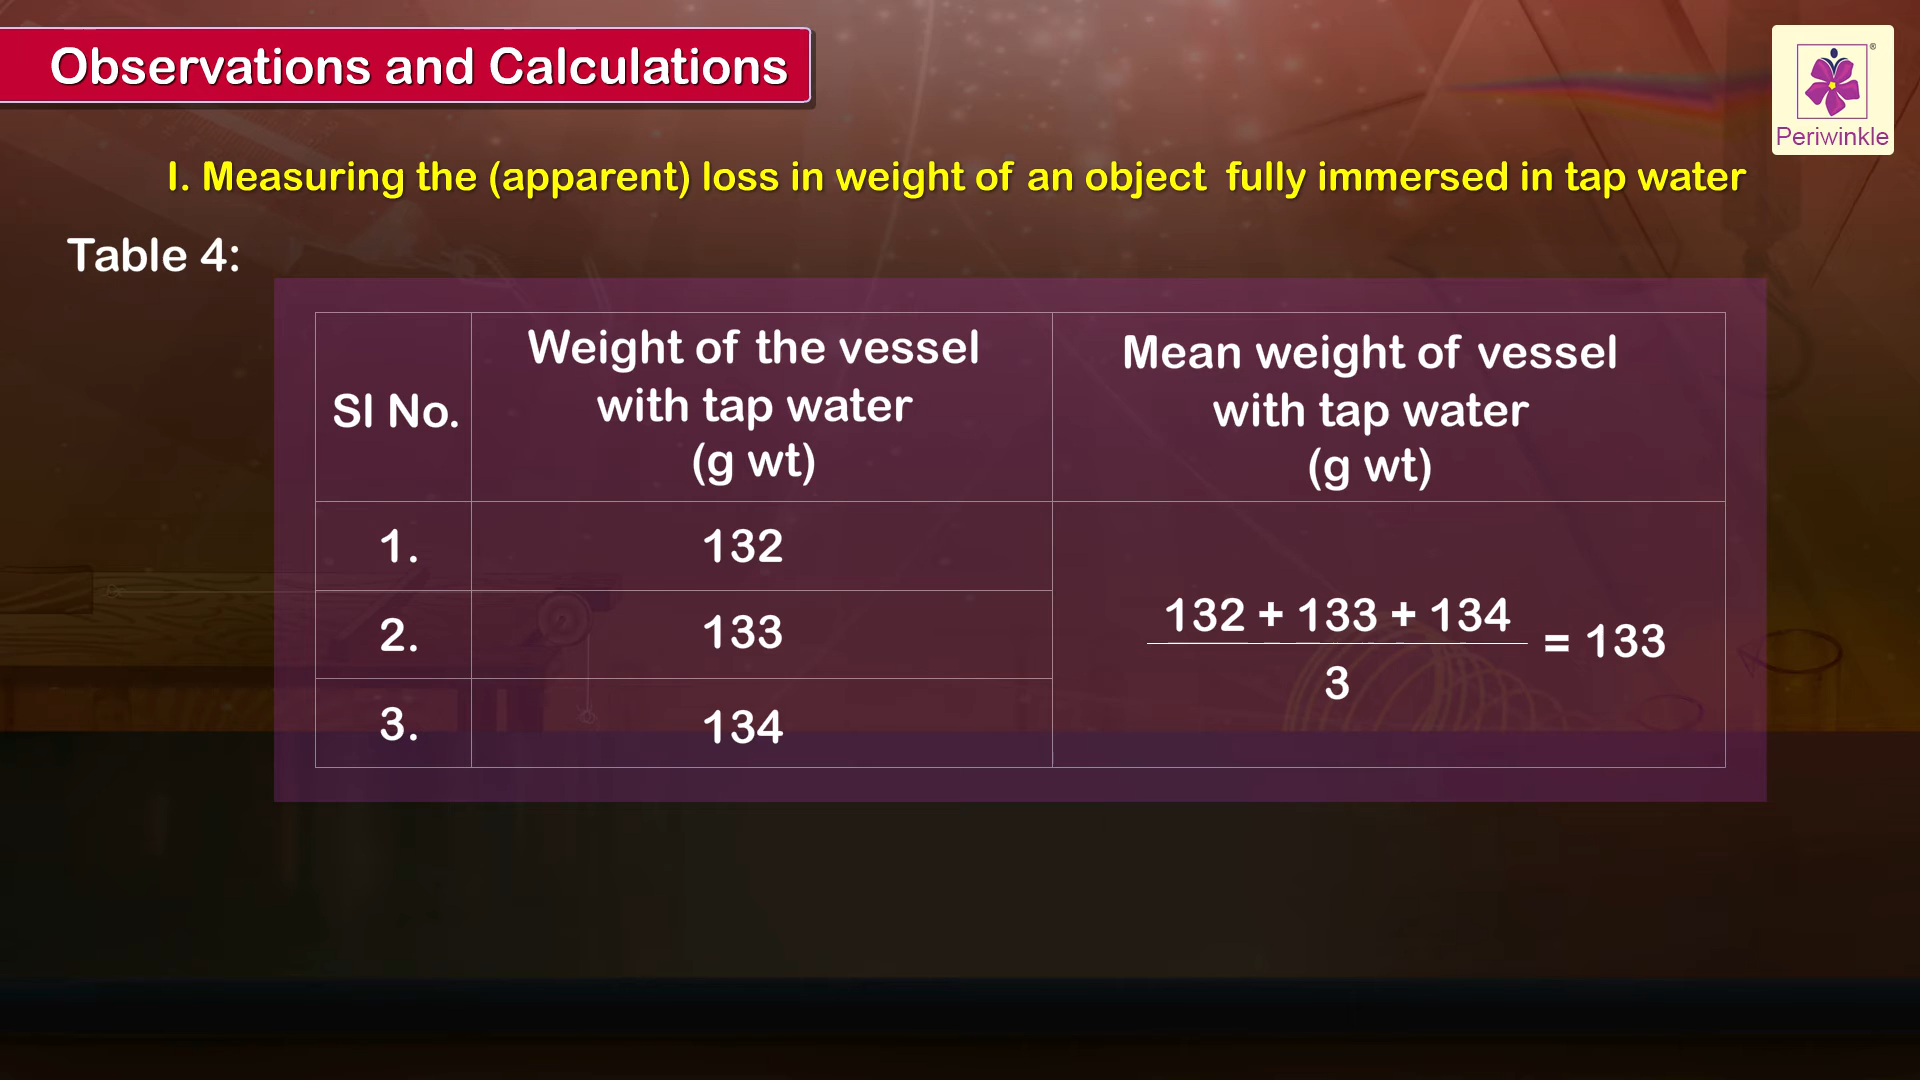 Observations and Calculations
Periwinkle
I. Measuring the (apparent) loss in weight of an object fully immersed in tap water
Table 4:
Sl No.
Weight of the vessel
with tap water
(g wt)
Mean weight of vessel
with tap water
(g wt)
1.
132
2.
133
3.
134
132 + 133 + 134
3
= 133